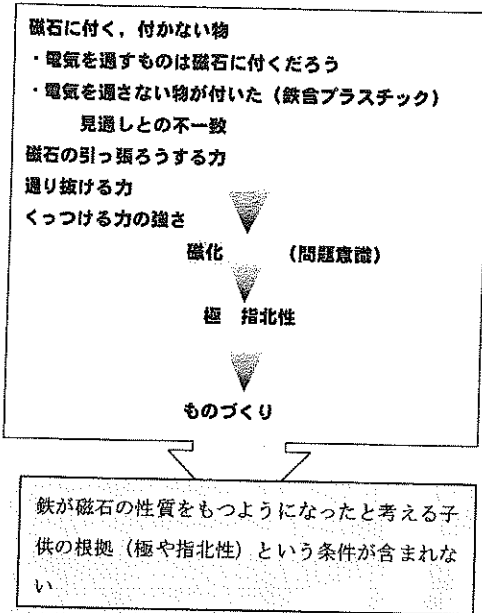 磁石に付く,付かない物
・電気を通すものは磁石に付くだろう
・電気を通さない物が付いた(鉄含プラスチック)
見通しとの不一致
磁石の引っ張ろうする力
通り抜ける力
くっつける力の強さ
磁化 (問題意識)
極 指北性
ものづくり
鉄が磁石の性質をもつようになったと考える子
供の根拠(極や指北性)という条件が含まれな
い